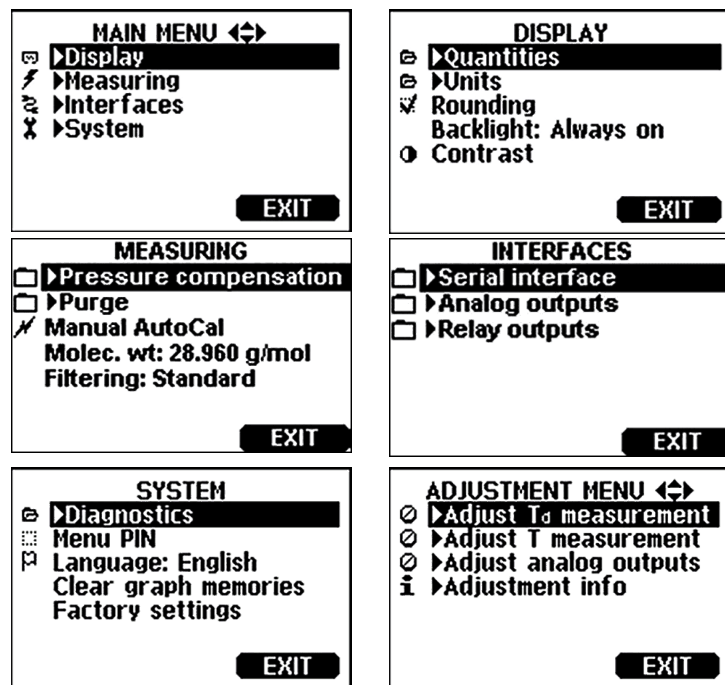 MAIN MENU
Display
Measuring
Interfaces
System
EXIT
DISPLAY
Quantities
Units
Rounding
Backlight: Always on
Contrast
EXIT
MEASURING
Pressure compensation
Purge
Manual AutoCal
Molec. wt: 28.960 g/mol
Filtering: Standard
EXIT
INTERFACES
Serial interface
Analog outputs
Relay outputs
EXIT
SYSTEM
Diagnostics
Menu PIN
Language: English
Clear graph memories
Factory settings
EXIT
ADJUSTMENT MENU
Adjust Td measurement
Adjust T measurement
Adjust analog outputs
Adjustment info
EXIT